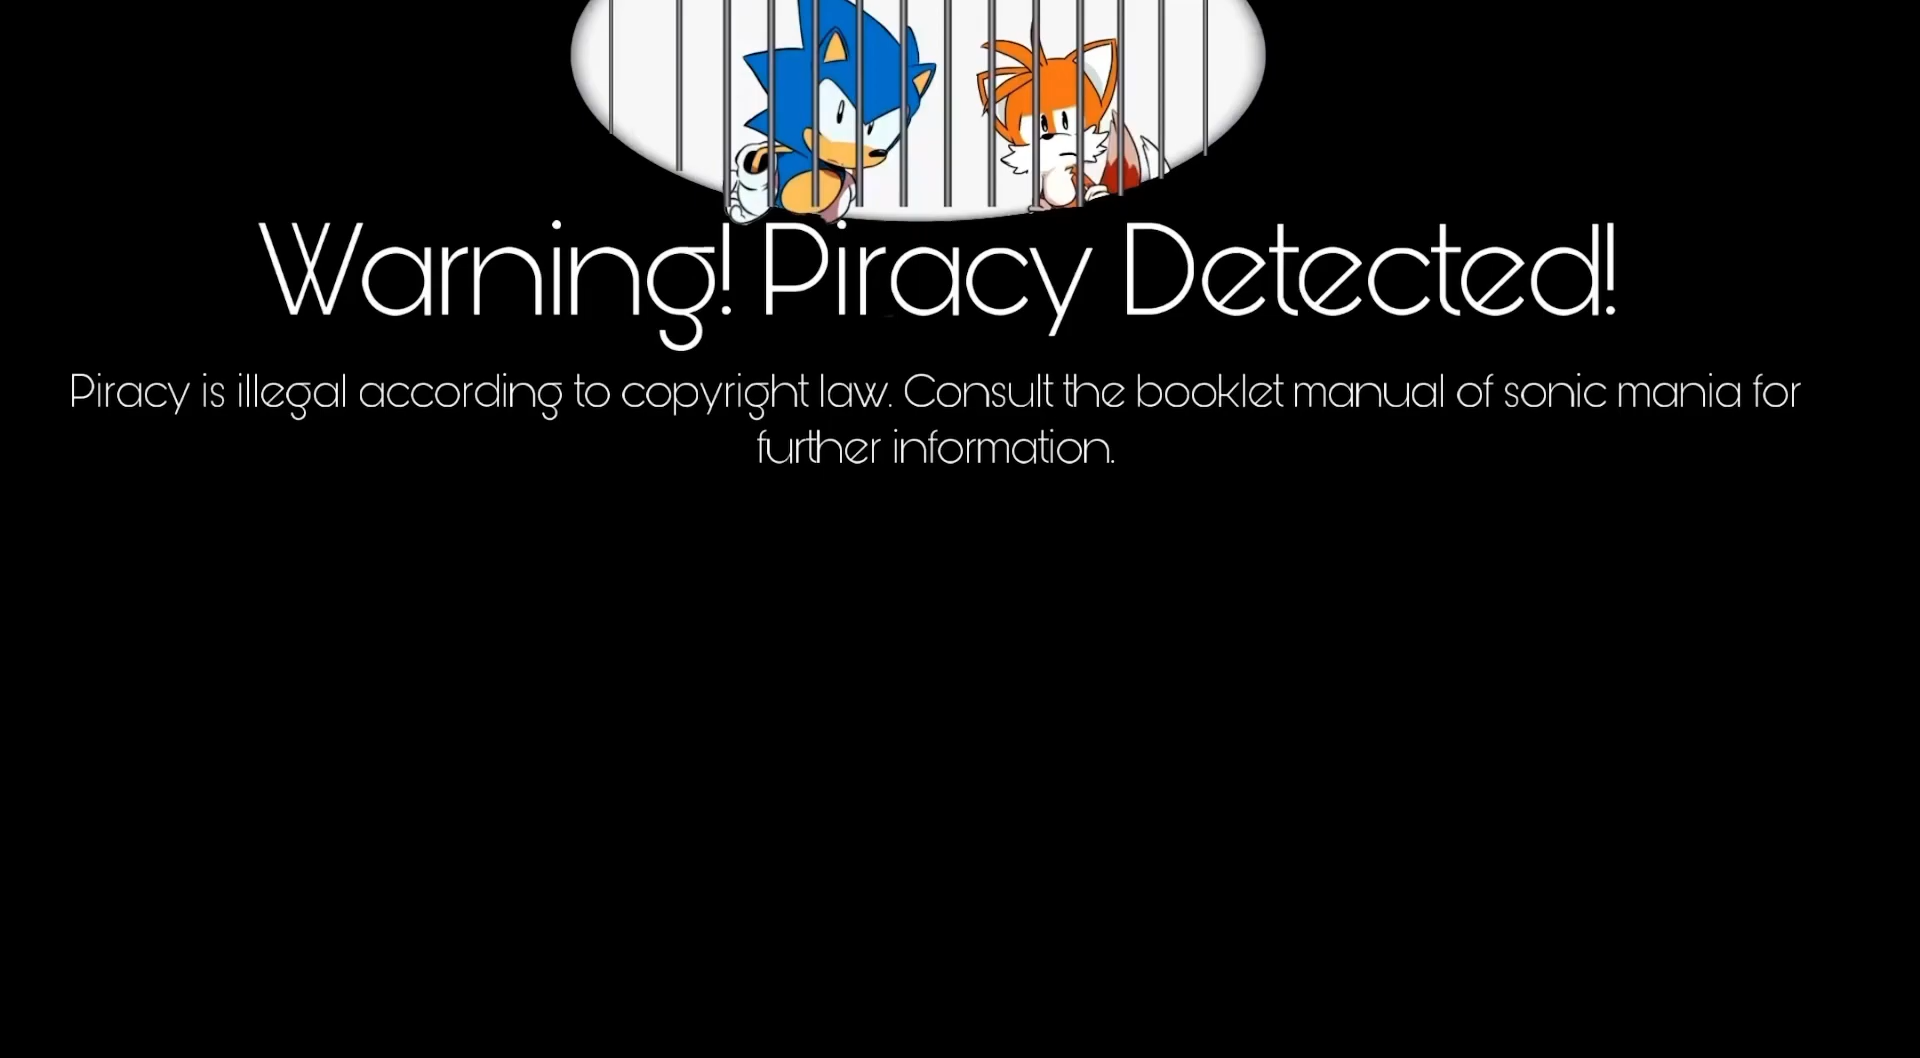 Warning! Piracy Detected!
Piracy is illegal according to copyright law. Consult the booklet manual of sonic mania for
further information.